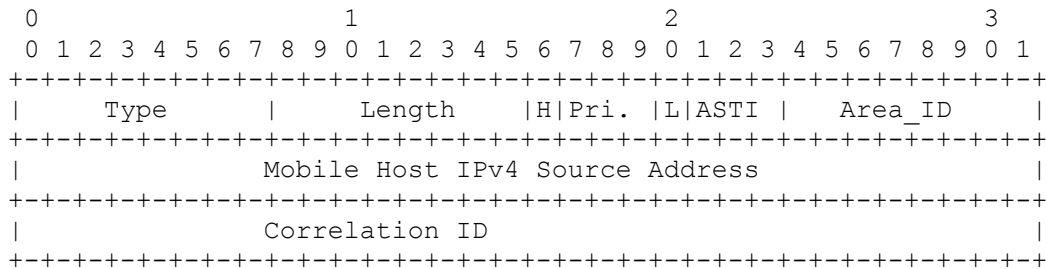 0                   1                   2                   3
 0 1 2 3 4 5 6 7 8 9 0 1 2 3 4 5 6 7 8 9 0 1 2 3 4 5 6 7 8 9 0 1
+-+-+-+-+-+-+-+-+-+-+-+-+-+-+-+-+-+-+-+-+-+-+-+-+-+-+-+-+-+-+-+-+
|     Type      |     Length    |H|Pri. |L|ASTI |   Area_ID     |
+-+-+-+-+-+-+-+-+-+-+-+-+-+-+-+-+-+-+-+-+-+-+-+-+-+-+-+-+-+-+-+-+
|               Mobile Host IPv4 Source Address                 |
+-+-+-+-+-+-+-+-+-+-+-+-+-+-+-+-+-+-+-+-+-+-+-+-+-+-+-+-+-+-+-+-+
|               Correlation ID                                  |
+-+-+-+-+-+-+-+-+-+-+-+-+-+-+-+-+-+-+-+-+-+-+-+-+-+-+-+-+-+-+-+-+